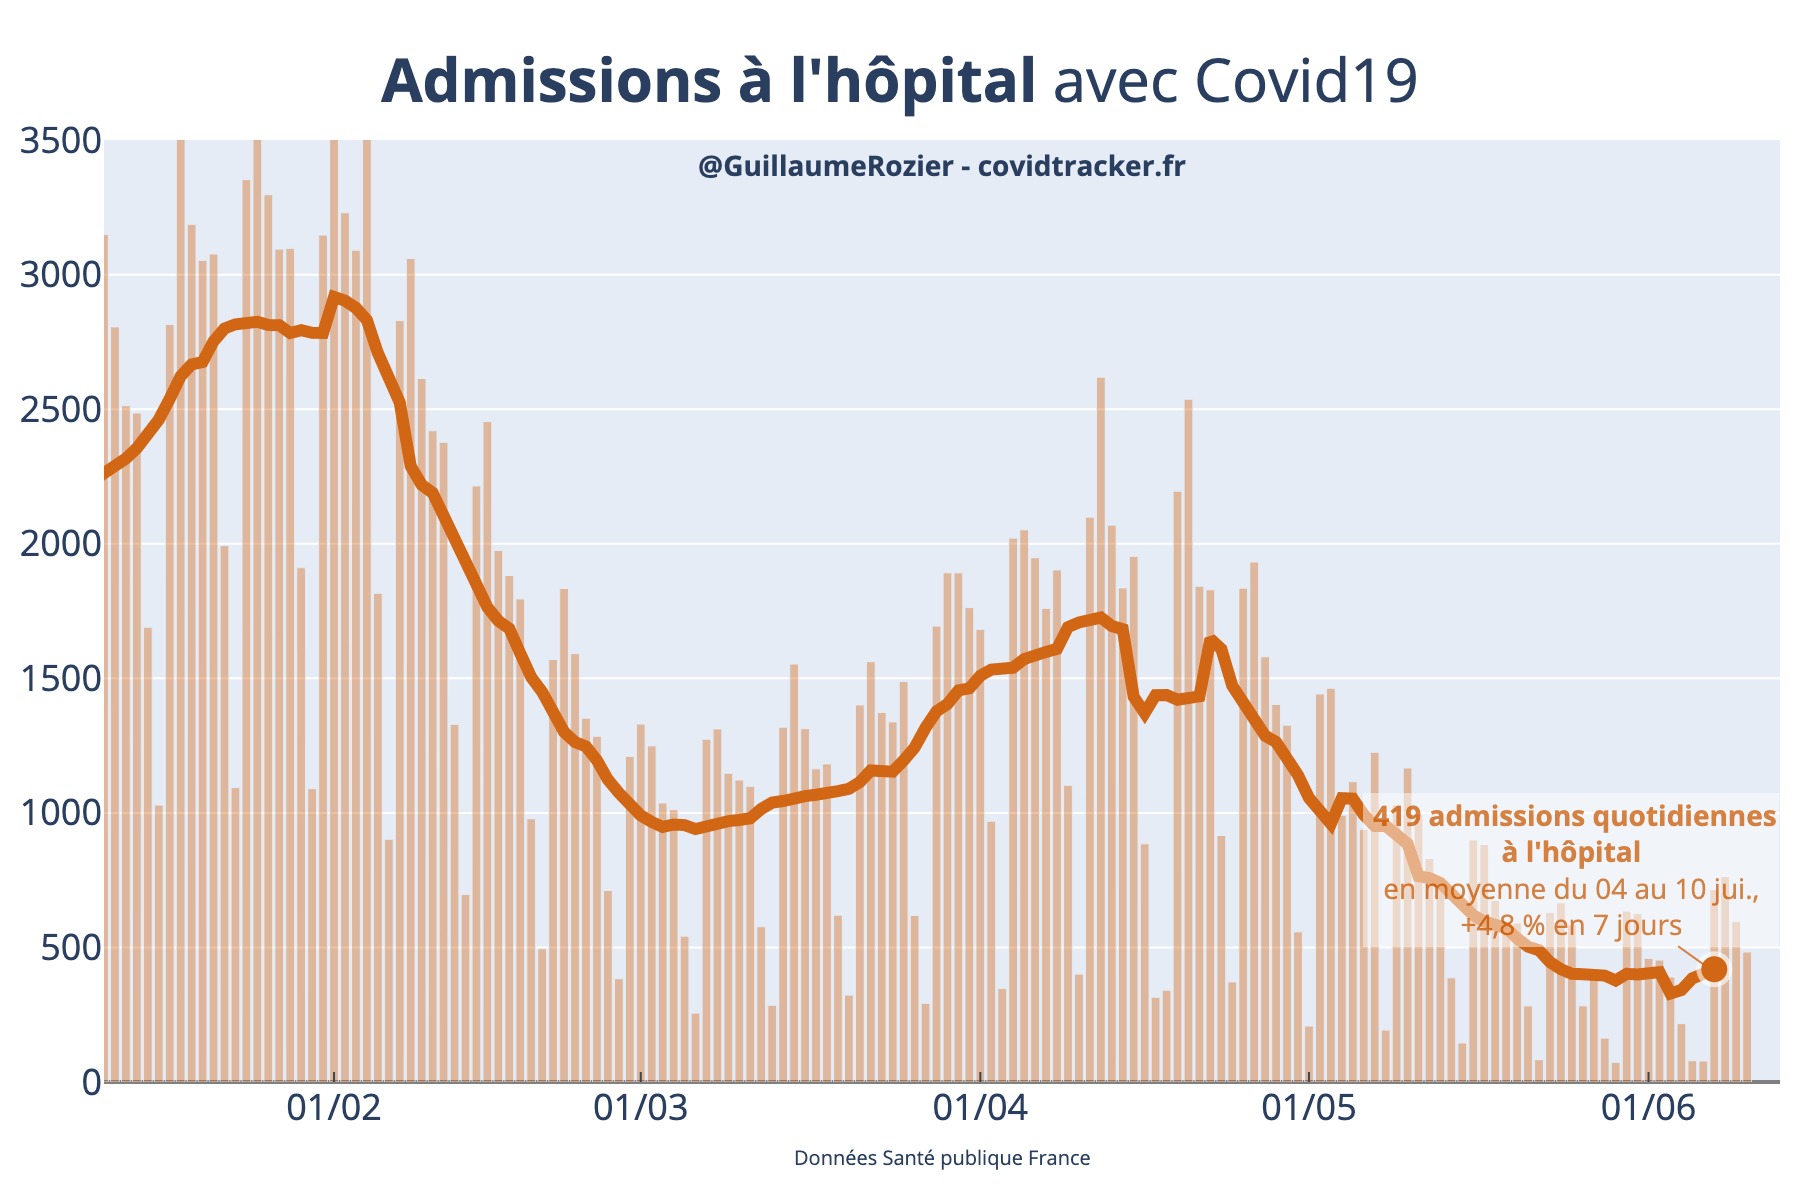 Admissions à l'hôpital avec Covid19
3500
@GuillaumeRozier - covidtracker.fr
3000
2500
2000
1500
1000
419 admissions quotidiennes
à l'hôpital
en moyenne du 04 au 10 jui.,
+4,8 % en 7 jours
500
0
01/02 01/03 01/04 01/05 01/06
Données Santé publique France